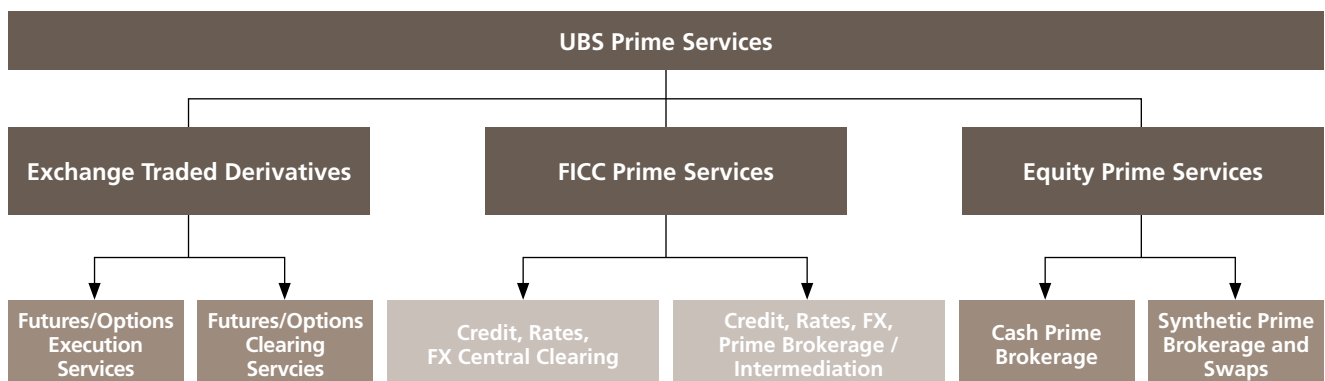 UBS Prime Services
Exchange Traded Derivatives
FICC Prime Services
Equity Prime Services
Futures/Options
Execution
Services
Futures/Options
Clearing
Servcies
Credit, Rates,
FX Central Clearing
Credit, Rates, FX,
Prime Brokerage /
Intermediation
Cash Prime
Brokerage
Synthetic Prime
Brokerage and
Swaps